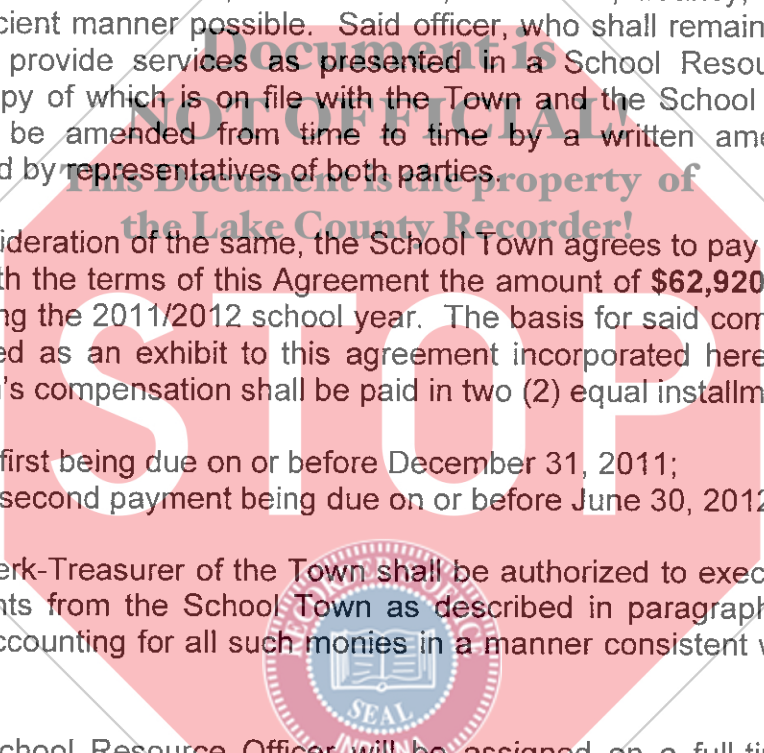 cient manner possible. Said officer, who shall remain
provide services as presented in a School Resou
Document is
py of which is on file with the Town and the School
NOT OFFICIAL!
be amended from time to time by a written ame
d by representatives of both parties.
This Document is the property of
the Lake County Recorder!
ideration of the same, the School Town agrees to pay
th the terms of this Agreement the amount of $62,920
ng the 2011/2012 school year. The basis for said com
ed as an exhibit to this agreement incorporated here
n's compensation shall be paid in two (2) equal installm
STOP
first being due on or before December 31, 2011;
second payment being due on or before June 30, 2012
erk-Treasurer of the Town shall be authorized to exec
nts from the School Town as described in paragraph
ccounting for all such monies in a manner consistent v
SEAL
INDIANA
chool Resource Officer will be assigned on a full-ti